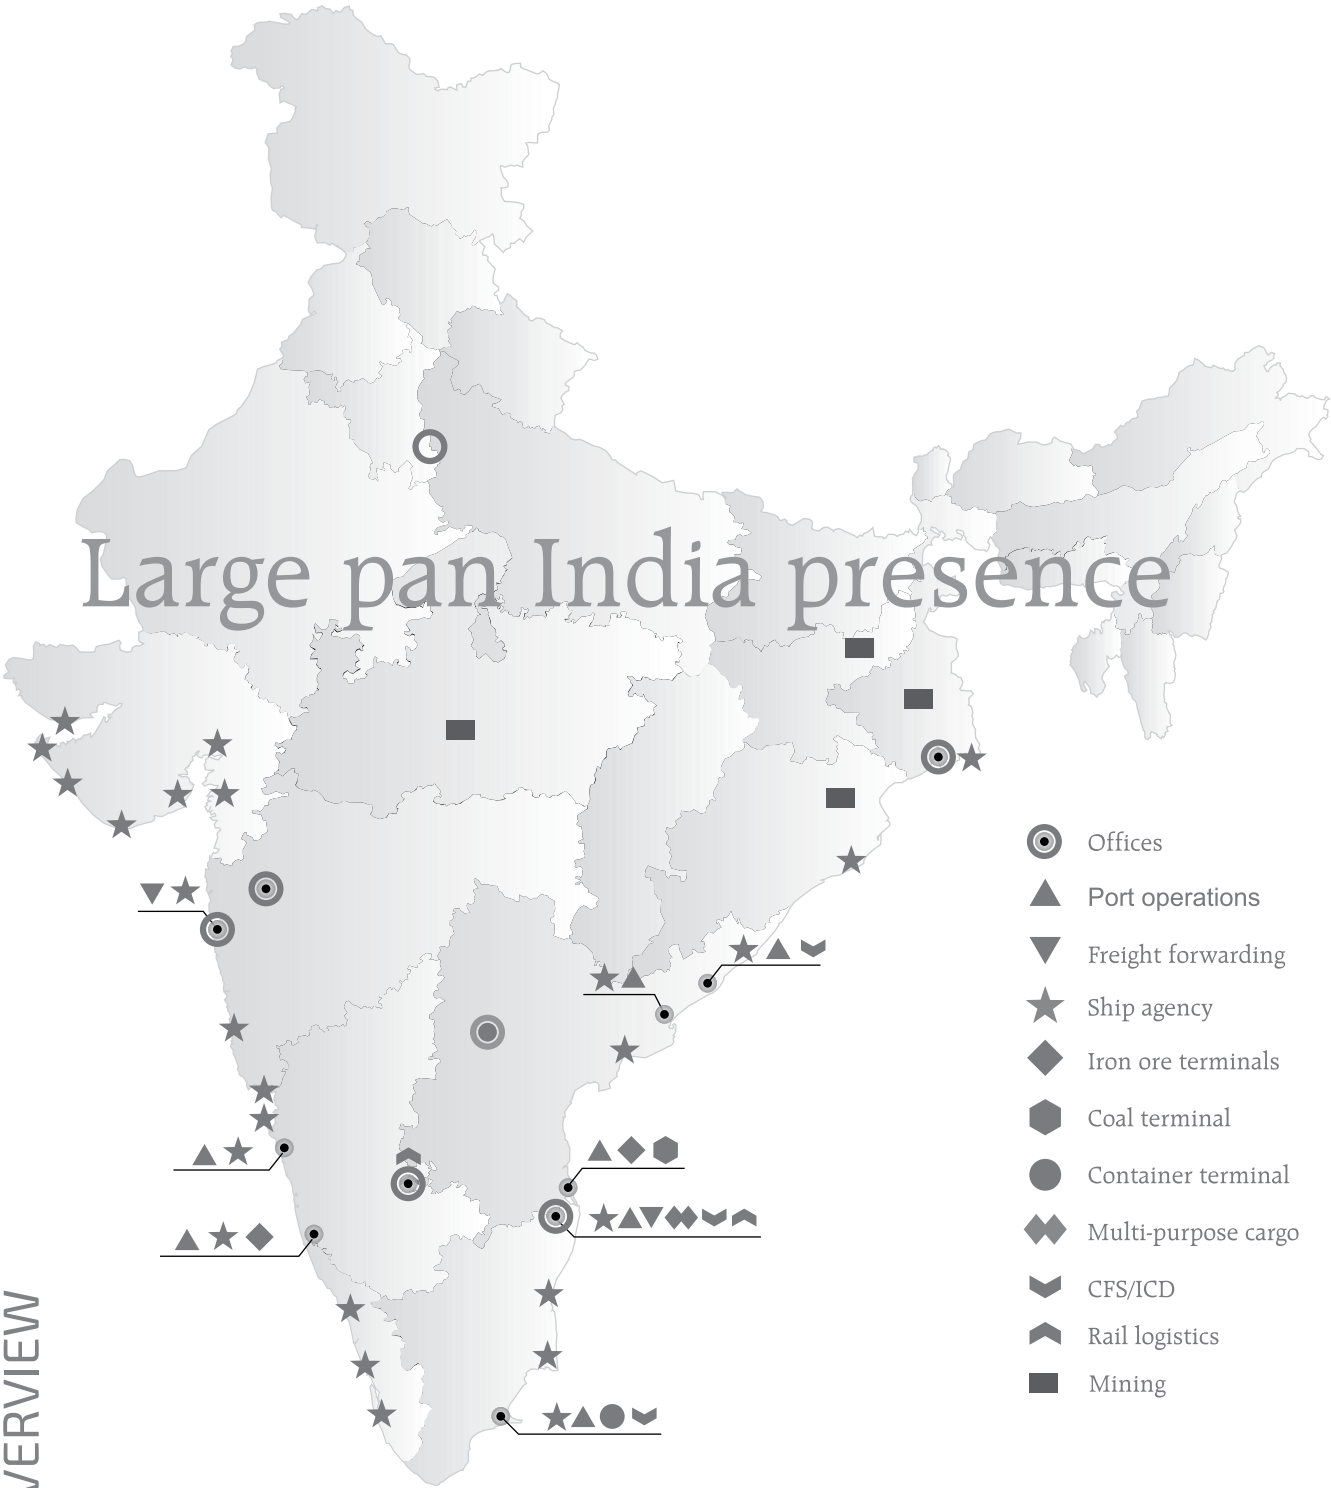 Large pan India presence
Offices
Port operations
Freight forwarding
Ship agency
Iron ore terminals
Coal terminal
Container terminal
Multi-purpose cargo
CFS/ICD
Rail logistics
Mining
VERVIEW